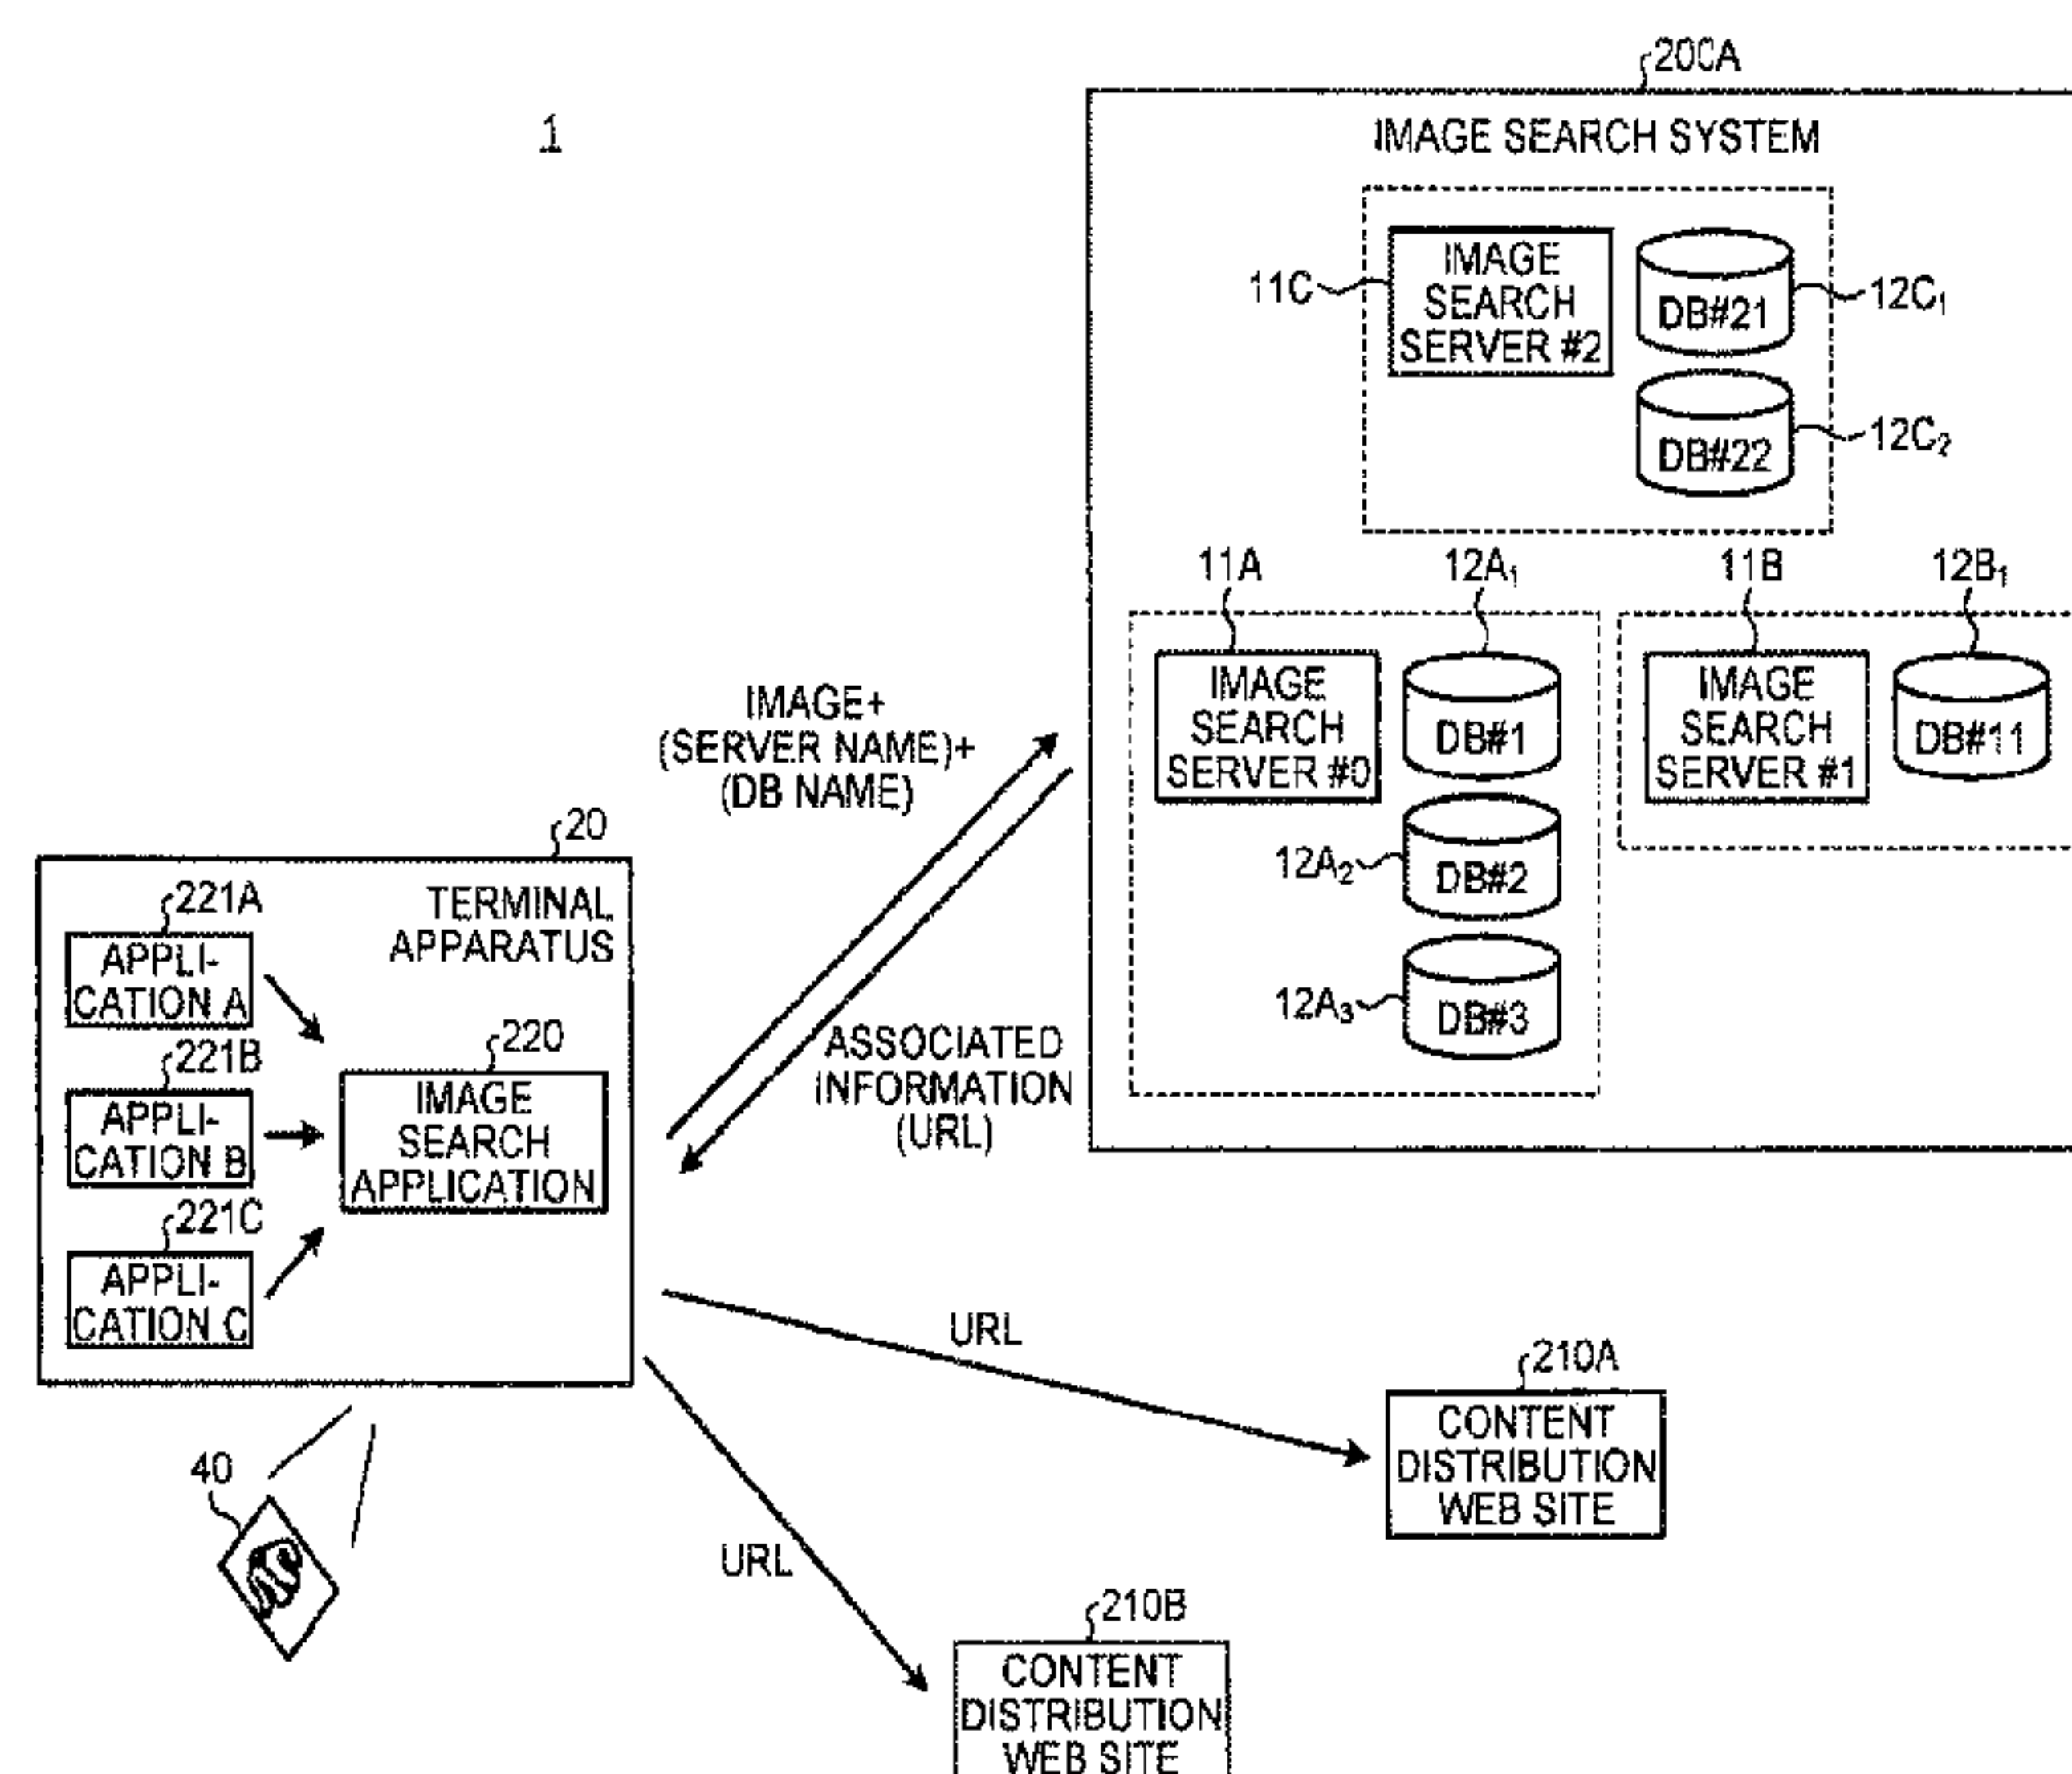 1
200A
IMAGE SEARCH SYSTEM
11C
IMAGE
SEARCH
SERVER #2
DB#21
12C₁
DB#22
12C₂
11A
12A₁
11B
12B₁
IMAGE
SEARCH
SERVER #0
DB#1
IMAGE
SEARCH
SERVER #1
DB#11
12A₂
DB#2
12A₃
DB#3
IMAGE+
(SERVER NAME)+
(DB NAME)
ASSOCIATED
INFORMATION
(URL)
20
TERMINAL
APPARATUS
221A
APPLI-
CATION A
221B
APPLI-
CATION B
221C
APPLI-
CATION C
220
IMAGE
SEARCH
APPLICATION
40
URL
210A
CONTENT
DISTRIBUTION
WEB SITE
URL
210B
CONTENT
DISTRIBUTION
WEB SITE